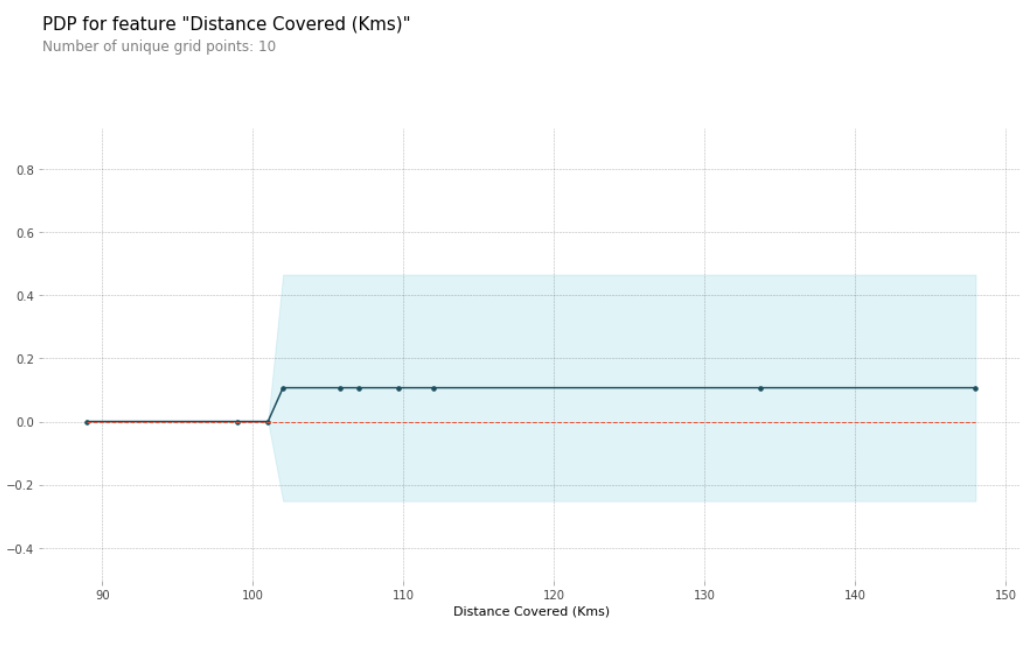 PDP for feature "Distance Covered (Kms)"
Number of unique grid points: 10
0.8
0.6
0.4
0.2
0.0
−0.2
−0.4
90 100 110 120 130 140 150
Distance Covered (Kms)